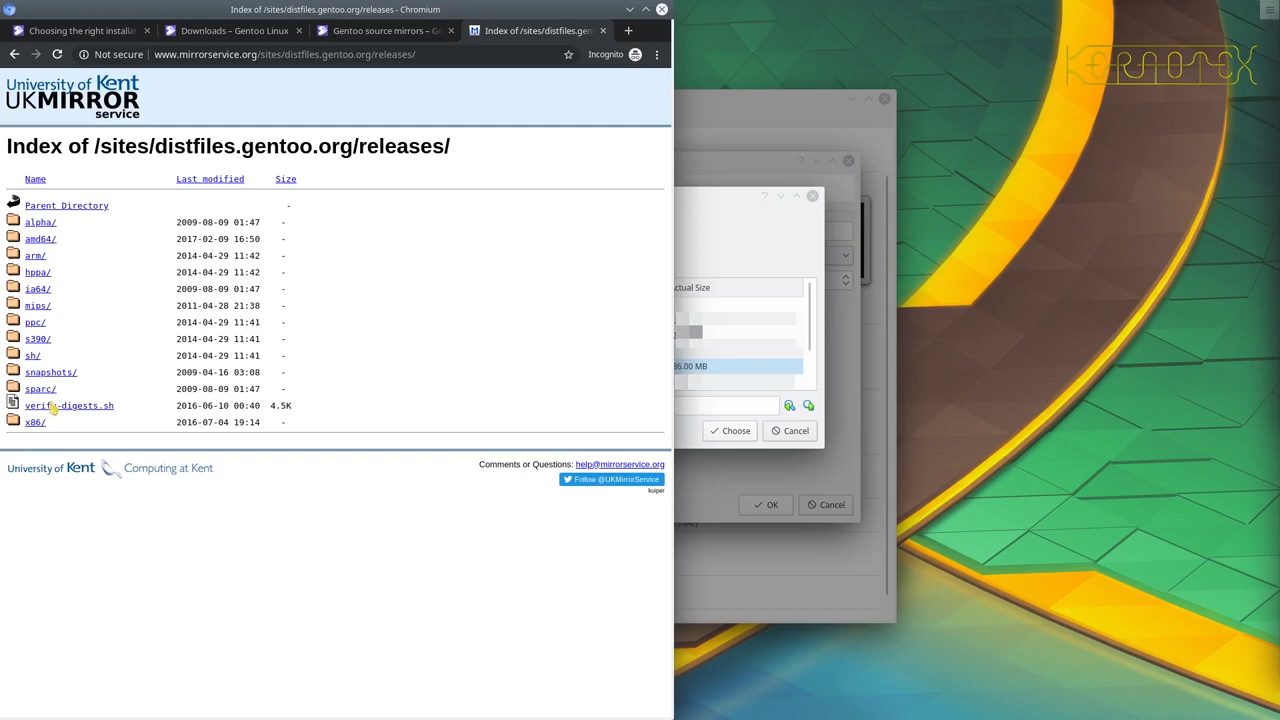 Index of /sites/distfiles.gentoo.org/releases - Chromium
Choosing the right installa
Downloads – Gentoo Linux
Gentoo source mirrors – Ge
Index of /sites/distfiles.gent
Not secure
www.mirrorservice.org/sites/distfiles.gentoo.org/releases/
Incognito
University of Kent
UKMIRROR
service
Index of /sites/distfiles.gentoo.org/releases/
Name Last modified Size
Parent Directory -
alpha/ 2009-08-09 01:47 -
amd64/ 2017-02-09 16:50 -
arm/ 2014-04-29 11:42 -
hppa/ 2014-04-29 11:42 -
ia64/ 2009-08-09 01:47 -
mips/ 2011-04-28 21:38 -
ppc/ 2014-04-29 11:41 -
s390/ 2014-04-29 11:41 -
sh/ 2014-04-29 11:41 -
snapshots/ 2009-04-16 03:08 -
sparc/ 2009-08-09 01:47 -
verify-digests.sh 2016-06-10 00:40 4.5K
x86/ 2016-07-04 19:14 -
University of Kent Computing at Kent
Comments or Questions: help@mirrorservice.org
Follow @UKMirrorService
kuiper
ctual Size
36.00 MB
Choose
Cancel
OK
Cancel
(NAT)